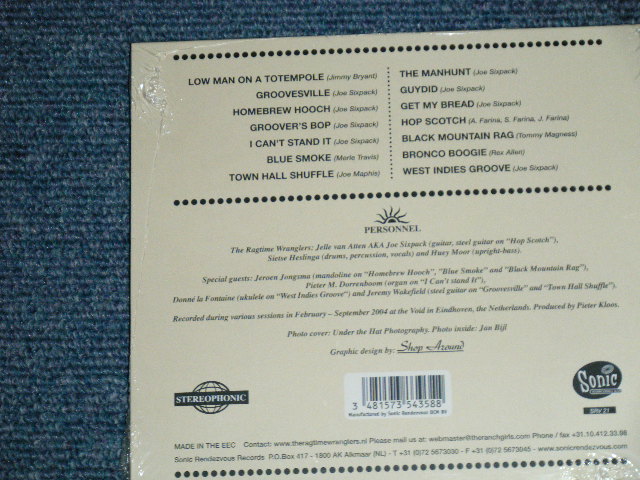 LOW MAN ON A TOTEMPOLE (Jimmy Bryant)
GROOVESVILLE (Joe Sixpack)
HOMEBREW HOOCH (Joe Sixpack)
GROOVER'S BOP (Joe Sixpack)
I CAN'T STAND IT (Joe Sixpack)
BLUE SMOKE (Merle Travis)
TOWN HALL SHUFFLE (Joe Maphis)
THE MANHUNT (Joe Sixpack)
GUYDID (Joe Sixpack)
GET MY BREAD (Joe Sixpack)
HOP SCOTCH (A. Farina, S. Farina, J. Farina)
BLACK MOUNTAIN RAG (Tommy Magness)
BRONCO BOOGIE (Rex Allen)
WEST INDIES GROOVE (Joe Sixpack)
PERSONNEL
The Ragtime Wranglers: Jelle van Atten AKA Joe Sixpack (guitar, steel guitar on "Hop Scotch"),
Sietse Heslinga (drums, percussion, vocals) and Huey Moor (upright-bass).
Special guests: Jeroen Jongsma (mandoline on "Homebrew Hooch", "Blue Smoke" and "Black Mountain Rag"),
Pieter M. Dorrenboom (organ on "I Can't stand It"),
Donné la Fontaine (ukulele on "West Indies Groove") and Jeremy Wakefield (steel guitar on "Groovesville" and "Town Hall Shuffle").
Recorded during various sessions in February – September 2004 at the Void in Eindhoven, the Netherlands. Produced by Pieter Kloos.
Photo cover: Under the Hat Photography. Photo inside: Jan Bijl
Graphic design by: Shop Around
STEREOPHONIC
3 481573 543588
Manufactured by Sonic Rendezvous BCK BV
Sonic
SRV 21
MADE IN THE EEC Contact: www.theragtimewranglers.nl Please mail us at: webmaster@theranchgirls.com Phone / fax +31.10.412.33.98
Sonic Rendezvous Records P.O.Box 417 - 1800 AK Alkmaar (NL) - T +31 (0)72 5673030 - F +31 (0)72 5673045 - www.sonicrendezvous.com